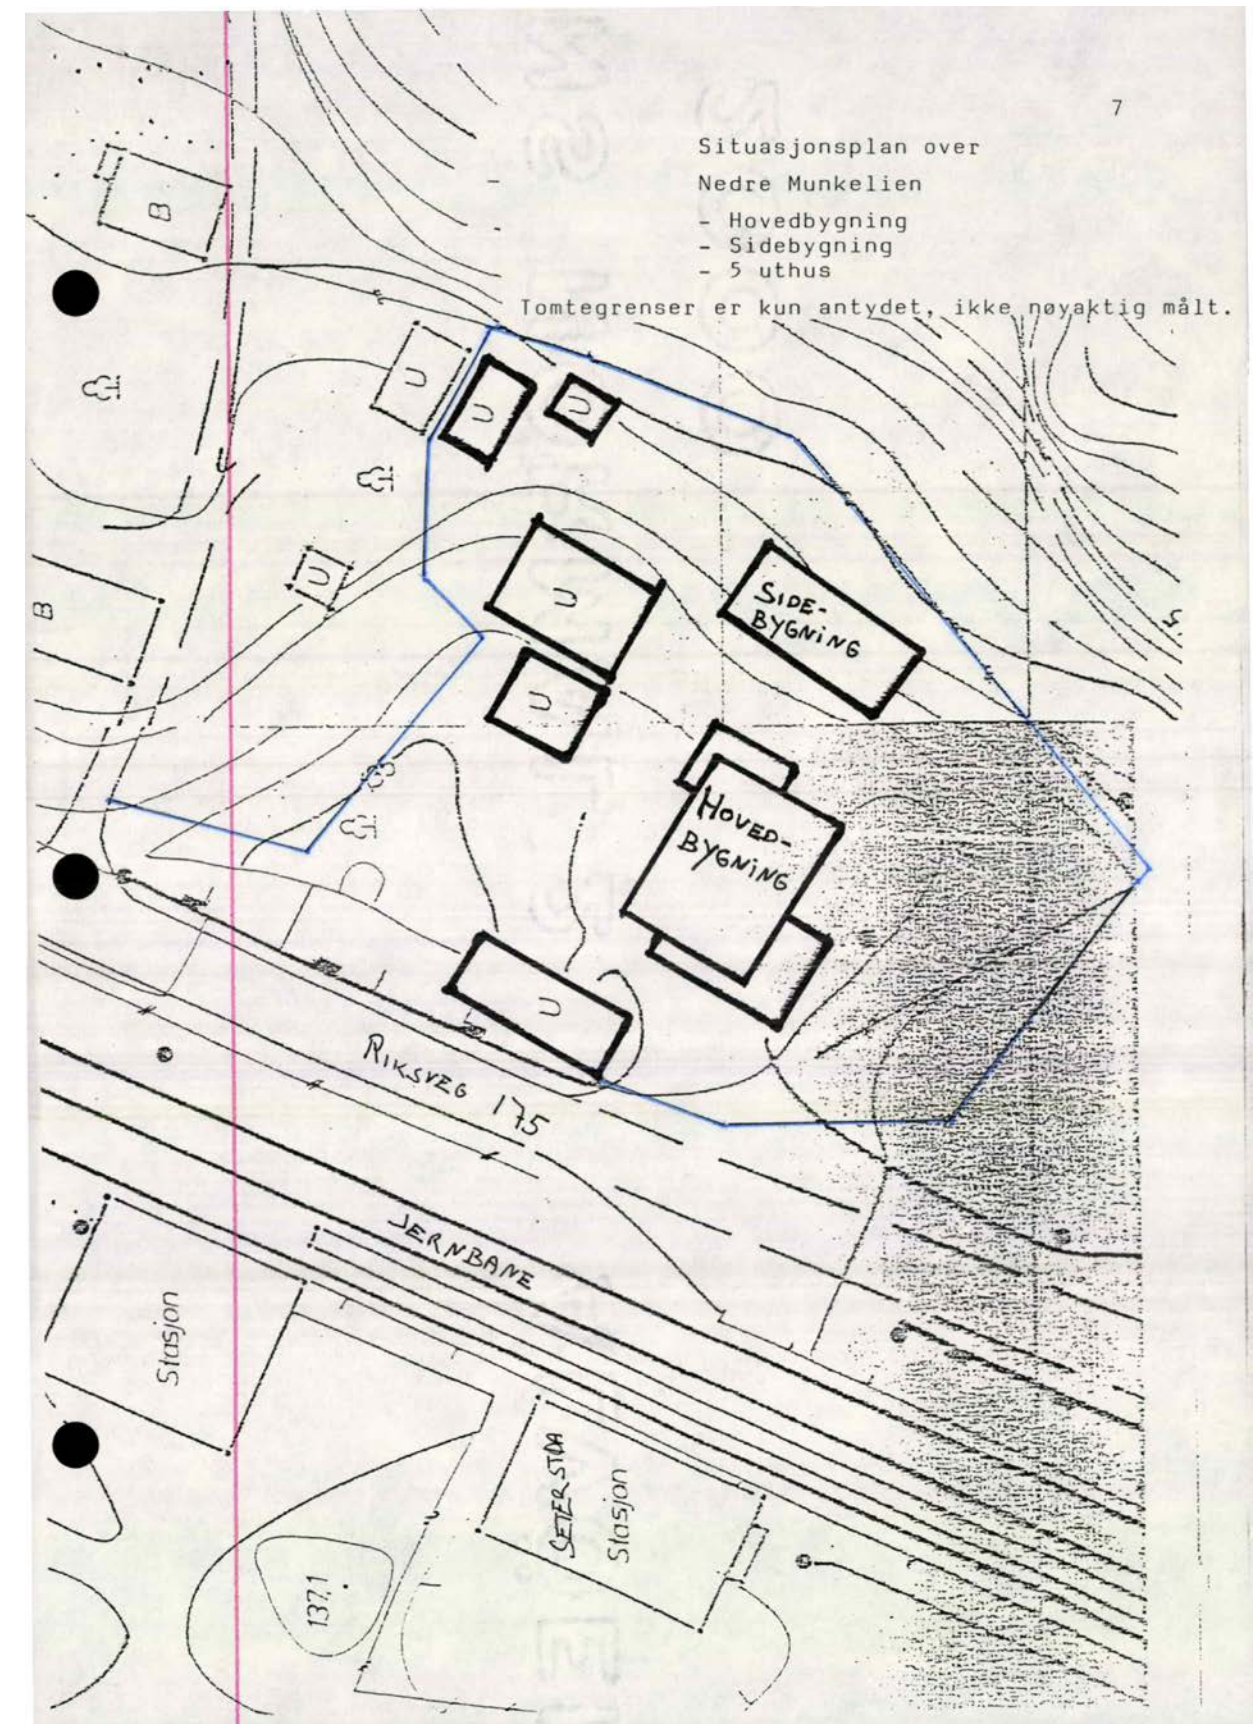 7
Situasjonsplan over
Nedre Munkelien
- Hovedbygning
- Sidebygning
- 5 uthus
Tomtegrenser er kun antydet, ikke nøyaktig målt.
B
U
U
U
U
B
U
SIDE-
BYGNING
S.
U
HOVED-
BYGNING
U
RIKSVEG 175
JERNBANE
Stasjon
SETERSTØA
Stasjon
137.1